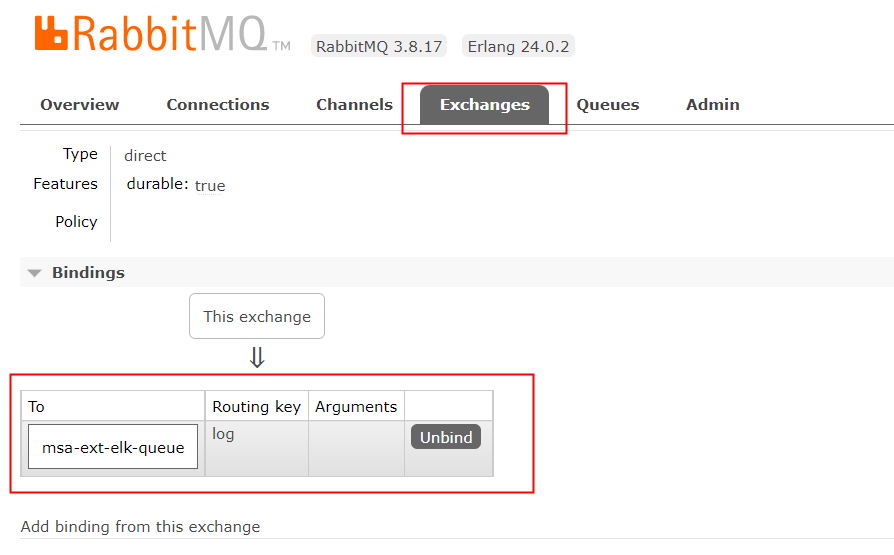 RabbitMQ TM RabbitMQ 3.8.17 Erlang 24.0.2
Overview Connections Channels Exchanges Queues Admin
Type direct
Features durable: true
Policy
Bindings
This exchange
⇓
To Routing key Arguments
msa-ext-elk-queue log Unbind
Add binding from this exchange